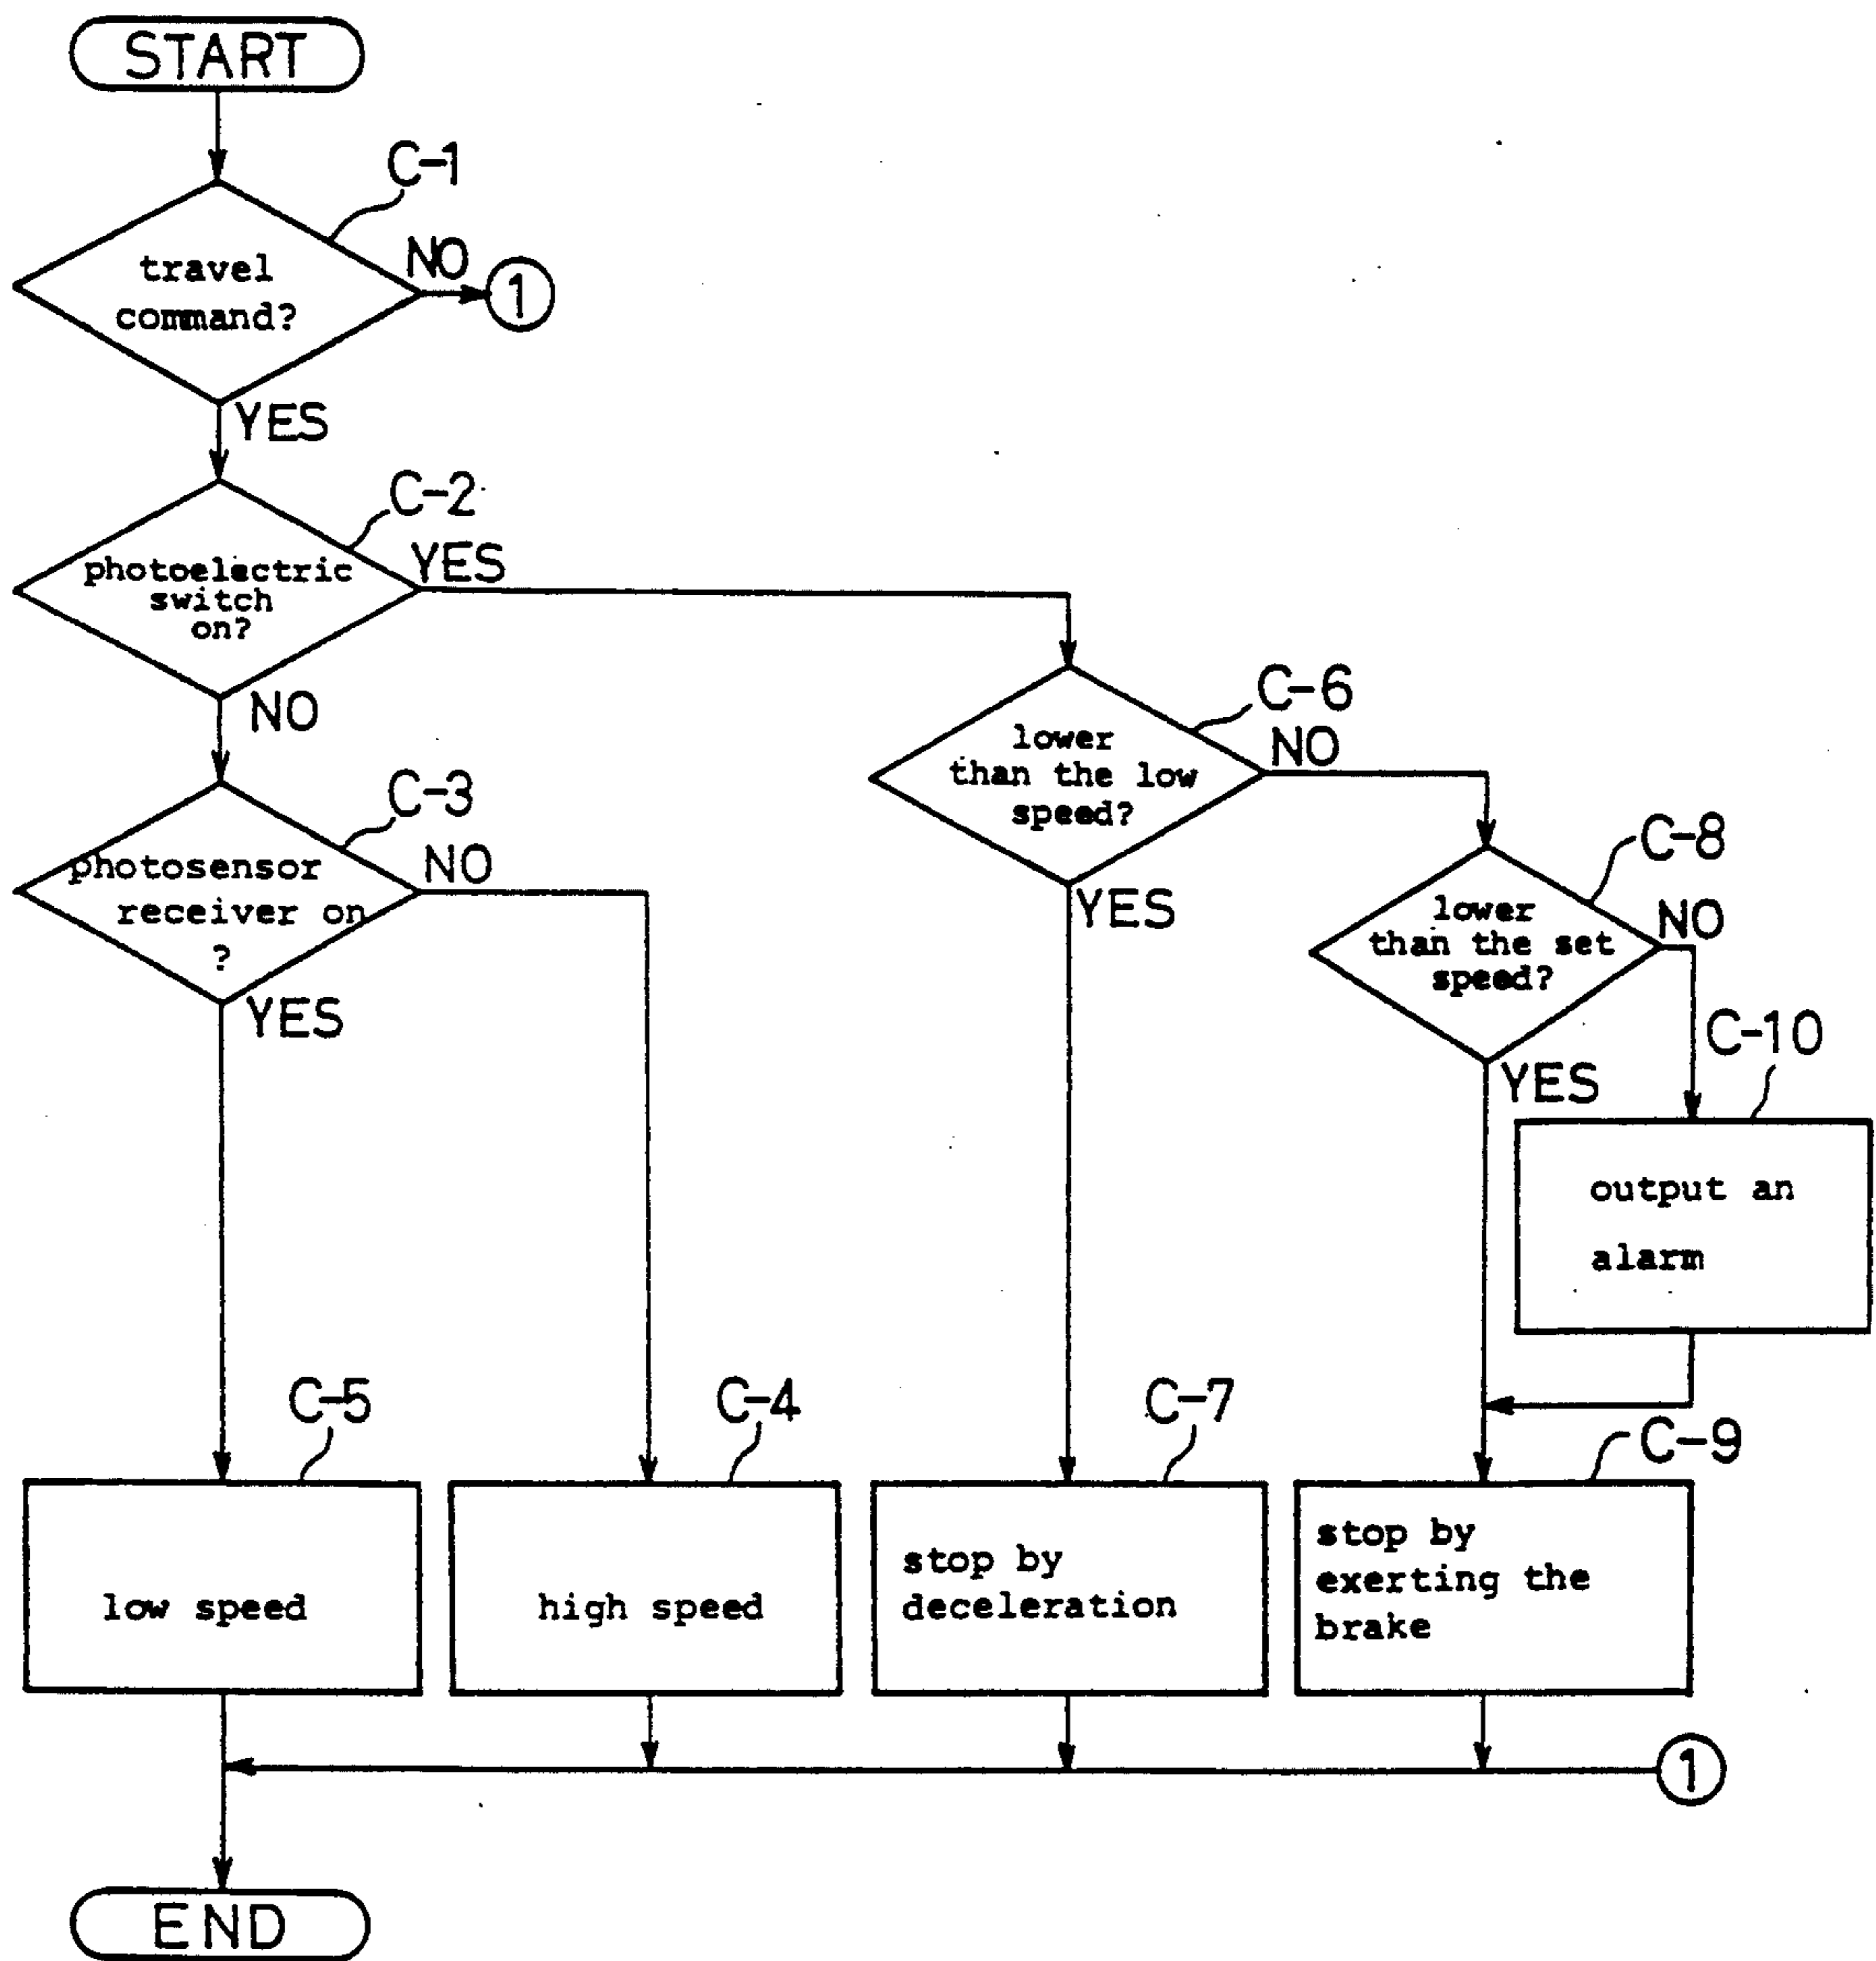 START
C-1
travel
command?
NO
1
YES
C-2
photoelectric
switch
on?
YES
NO
C-3
photosensor
receiver on
?
NO
YES
C-6
lower
than the low
speed?
NO
YES
C-8
lower
than the set
speed?
NO
YES
C-10
output an
alarm
C-5
low speed
C-4
high speed
C-7
stop by
deceleration
C-9
stop by
exerting the
brake
1
END